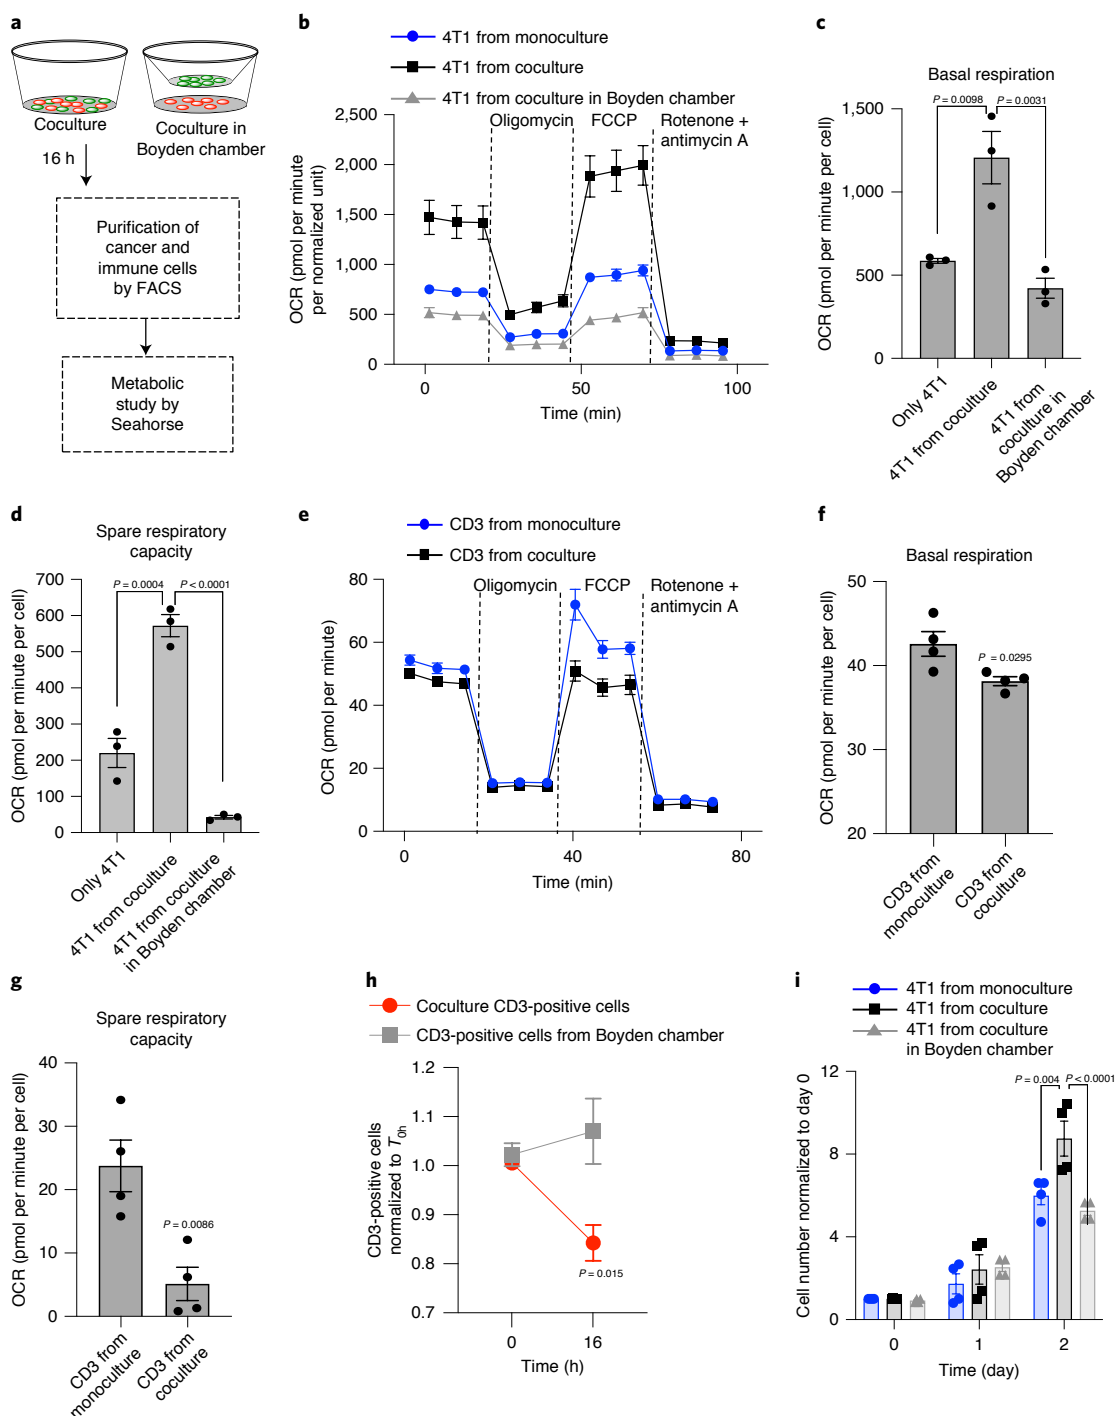 a
Coculture
Coculture in
Boyden chamber
16 h
Purification of
cancer and
immune cells
by FACS
Metabolic
study by
Seahorse
b
4T1 from monoculture
4T1 from coculture
4T1 from coculture in Boyden chamber
Oligomycin
FCCP
Rotenone +
antimycin A
2,500
2,000
1,500
1,000
500
0
OCR (pmol per minute
per normalized unit)
0
50
100
Time (min)
c
Basal respiration
P = 0.0098
P = 0.0031
1,500
1,000
500
0
OCR (pmol per minute per cell)
Only 4T1
4T1 from coculture
4T1 from
coculture in
Boyden chamber
d
Spare respiratory
capacity
P = 0.0004
P < 0.0001
700
600
500
400
300
200
100
0
OCR (pmol per minute per cell)
Only 4T1
4T1 from coculture
4T1 from coculture
in Boyden chamber
e
CD3 from monoculture
CD3 from coculture
Oligomycin
FCCP
Rotenone +
antimycin A
80
60
40
20
0
OCR (pmol per minute)
0
40
80
Time (min)
f
Basal respiration
P = 0.0295
50
40
30
20
OCR (pmol per minute per cell)
CD3 from
monoculture
CD3 from
coculture
g
Spare respiratory
capacity
P = 0.0086
40
30
20
10
0
OCR (pmol per minute per cell)
CD3 from
monoculture
CD3 from
coculture
h
Coculture CD3-positive cells
CD3-positive cells from Boyden chamber
1.2
1.1
1.0
0.9
0.8
0.7
CD3-positive cells
normalized to T0h
P = 0.015
0
16
Time (h)
i
4T1 from monoculture
4T1 from coculture
4T1 from coculture
in Boyden chamber
P = 0.004
P < 0.0001
12
8
4
0
Cell number normalized to day 0
0
1
2
Time (day)